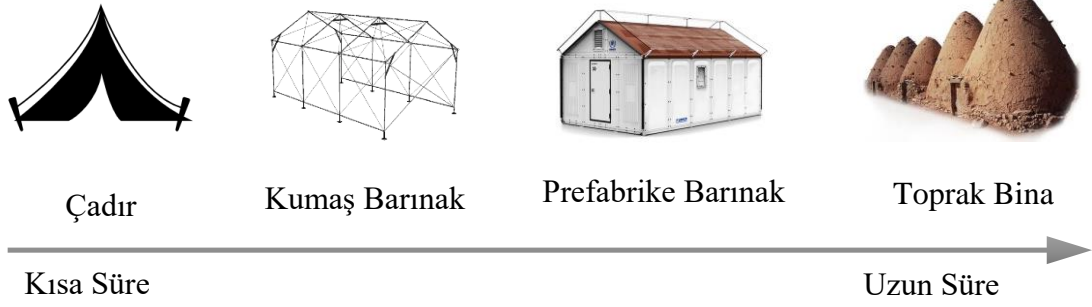 Çadır
Kumaş Barınak
Prefabrike Barınak
Toprak Bina
Kısa Süre
Uzun Süre